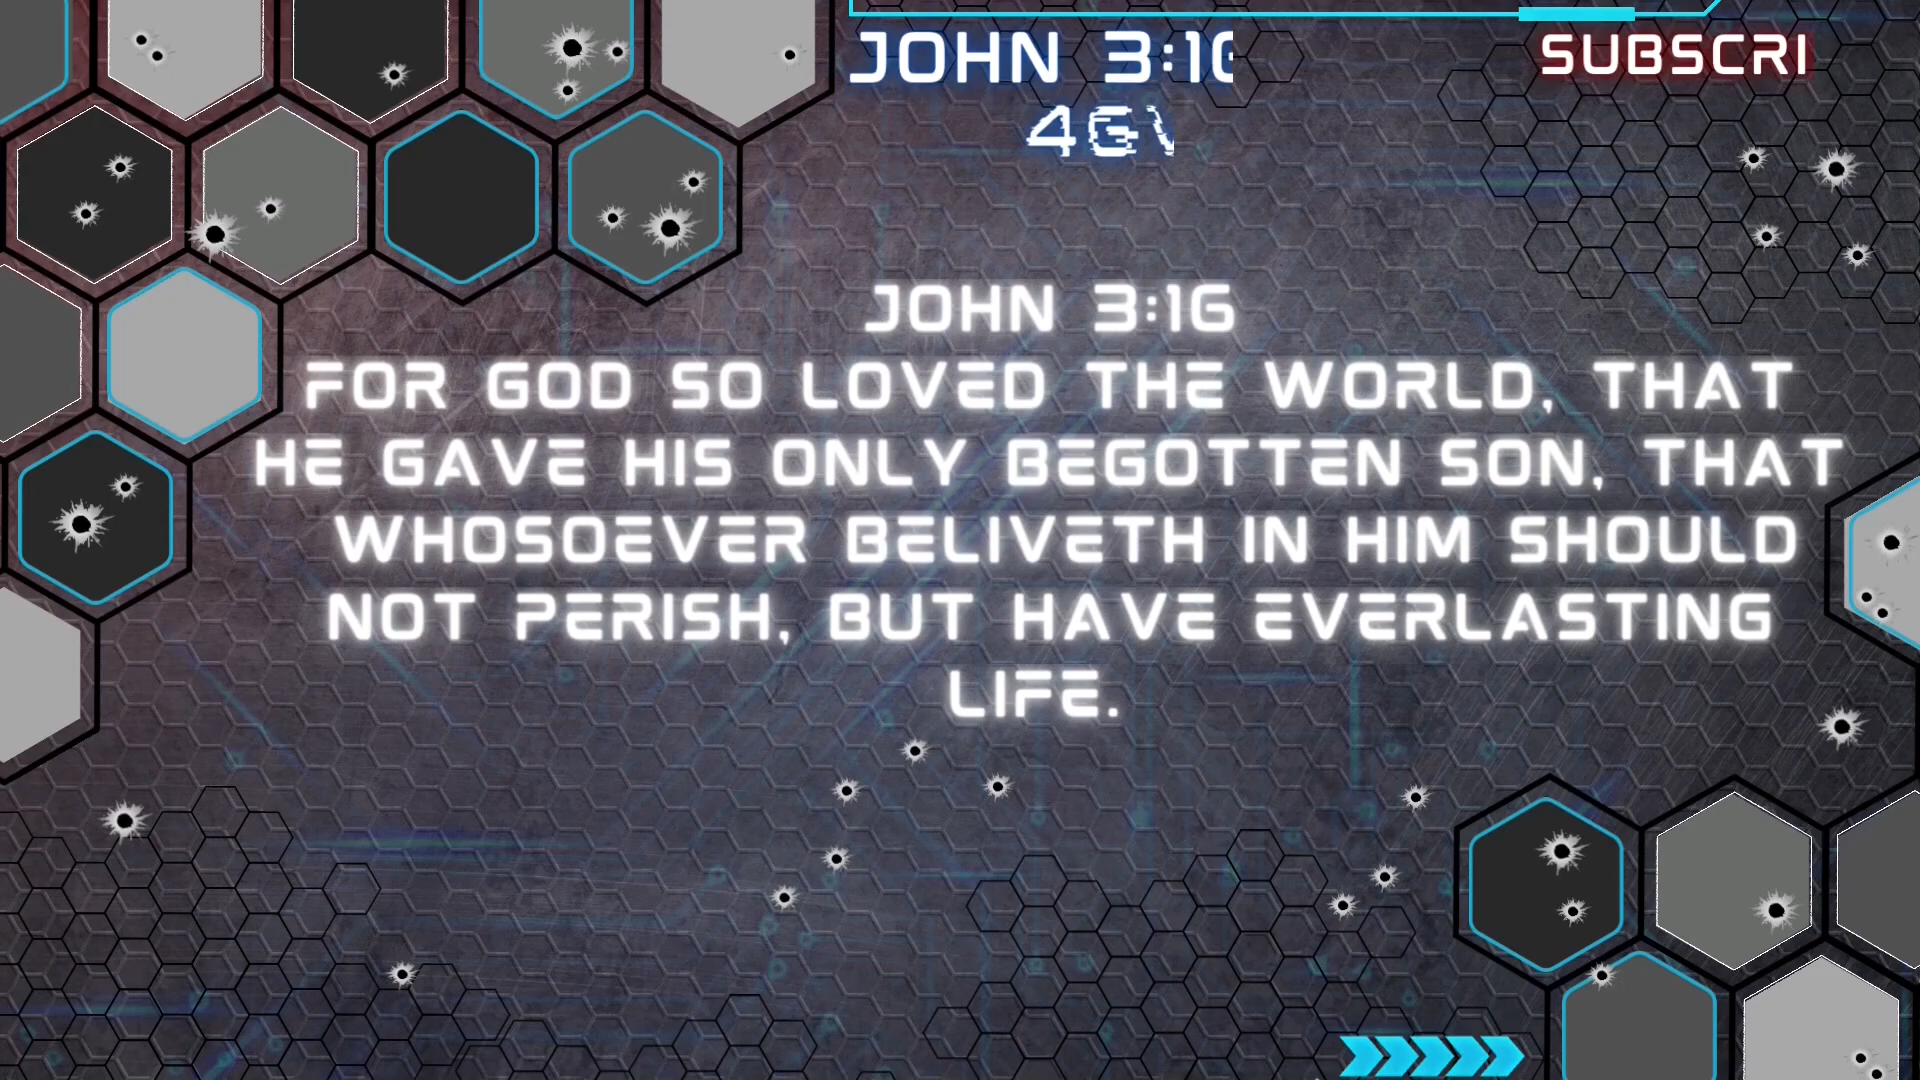 JOHN 3:16
SUBSCRI
JOHN 3:16
FOR GOD SO LOVED THE WORLD, THAT
HE GAVE HIS ONLY BEGOTTEN SON, THAT
WHOSOEVER BELIVETH IN HIM SHOULD
NOT PERISH, BUT HAVE EVERLASTING
LIFE.